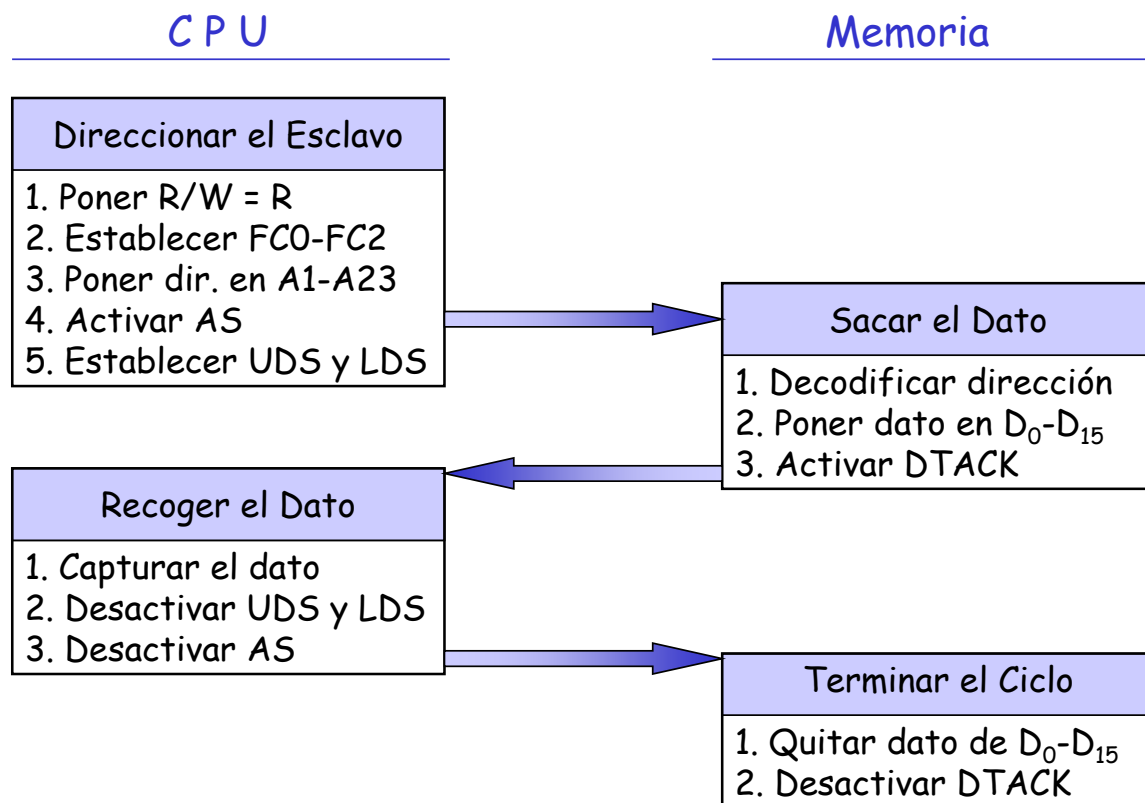 C P U
Memoria
Direccionar el Esclavo
1. Poner R/W = R
2. Establecer FC0-FC2
3. Poner dir. en A1-A23
4. Activar AS
5. Establecer UDS y LDS
Sacar el Dato
1. Decodificar dirección
2. Poner dato en D₀-D₁₅
3. Activar DTACK
Recoger el Dato
1. Capturar el dato
2. Desactivar UDS y LDS
3. Desactivar AS
Terminar el Ciclo
1. Quitar dato de D₀-D₁₅
2. Desactivar DTACK